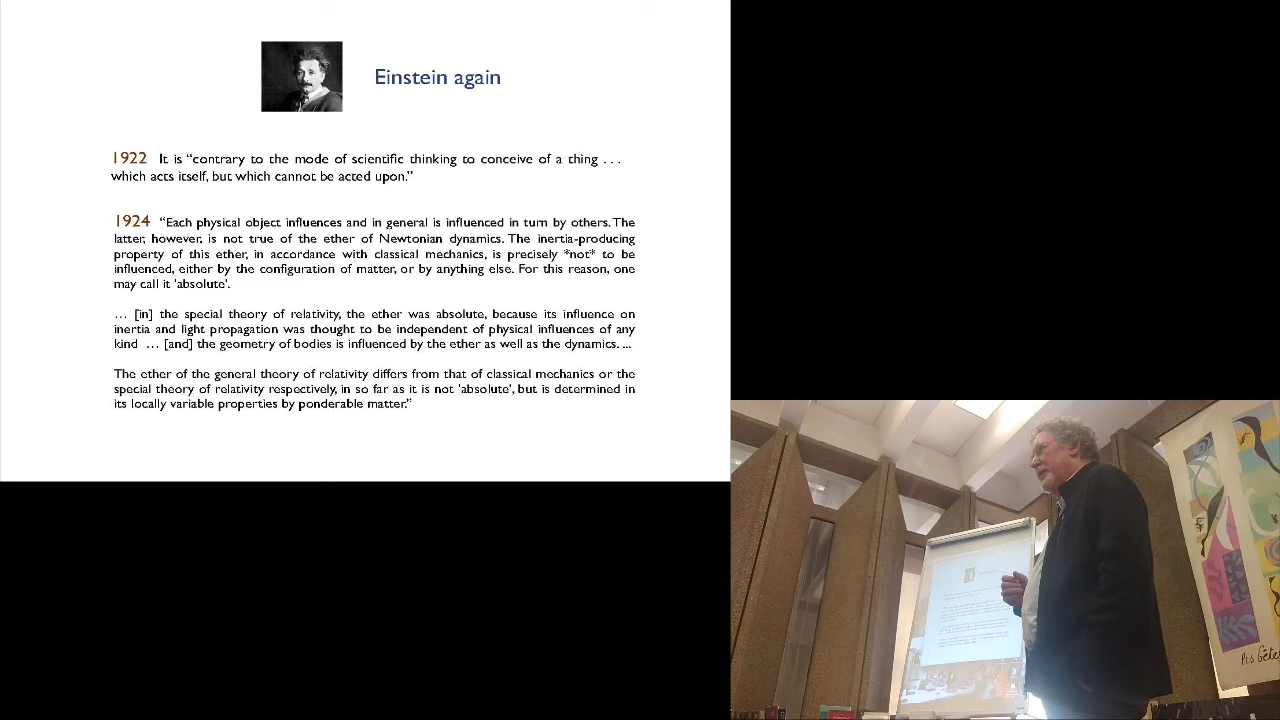 Einstein again
1922 It is “contrary to the mode of scientific thinking to conceive of a thing . . .
which acts itself, but which cannot be acted upon.”
1924 “Each physical object influences and in general is influenced in turn by others. The
latter, however, is not true of the ether of Newtonian dynamics. The inertia-producing
property of this ether, in accordance with classical mechanics, is precisely *not* to be
influenced, either by the configuration of matter, or by anything else. For this reason, one
may call it 'absolute'.
… [in] the special theory of relativity, the ether was absolute, because its influence on
inertia and light propagation was thought to be independent of physical influences of any
kind … [and] the geometry of bodies is influenced by the ether as well as the dynamics. ...
The ether of the general theory of relativity differs from that of classical mechanics or the
special theory of relativity respectively, in so far as it is not 'absolute', but is determined in
its locally variable properties by ponderable matter.”